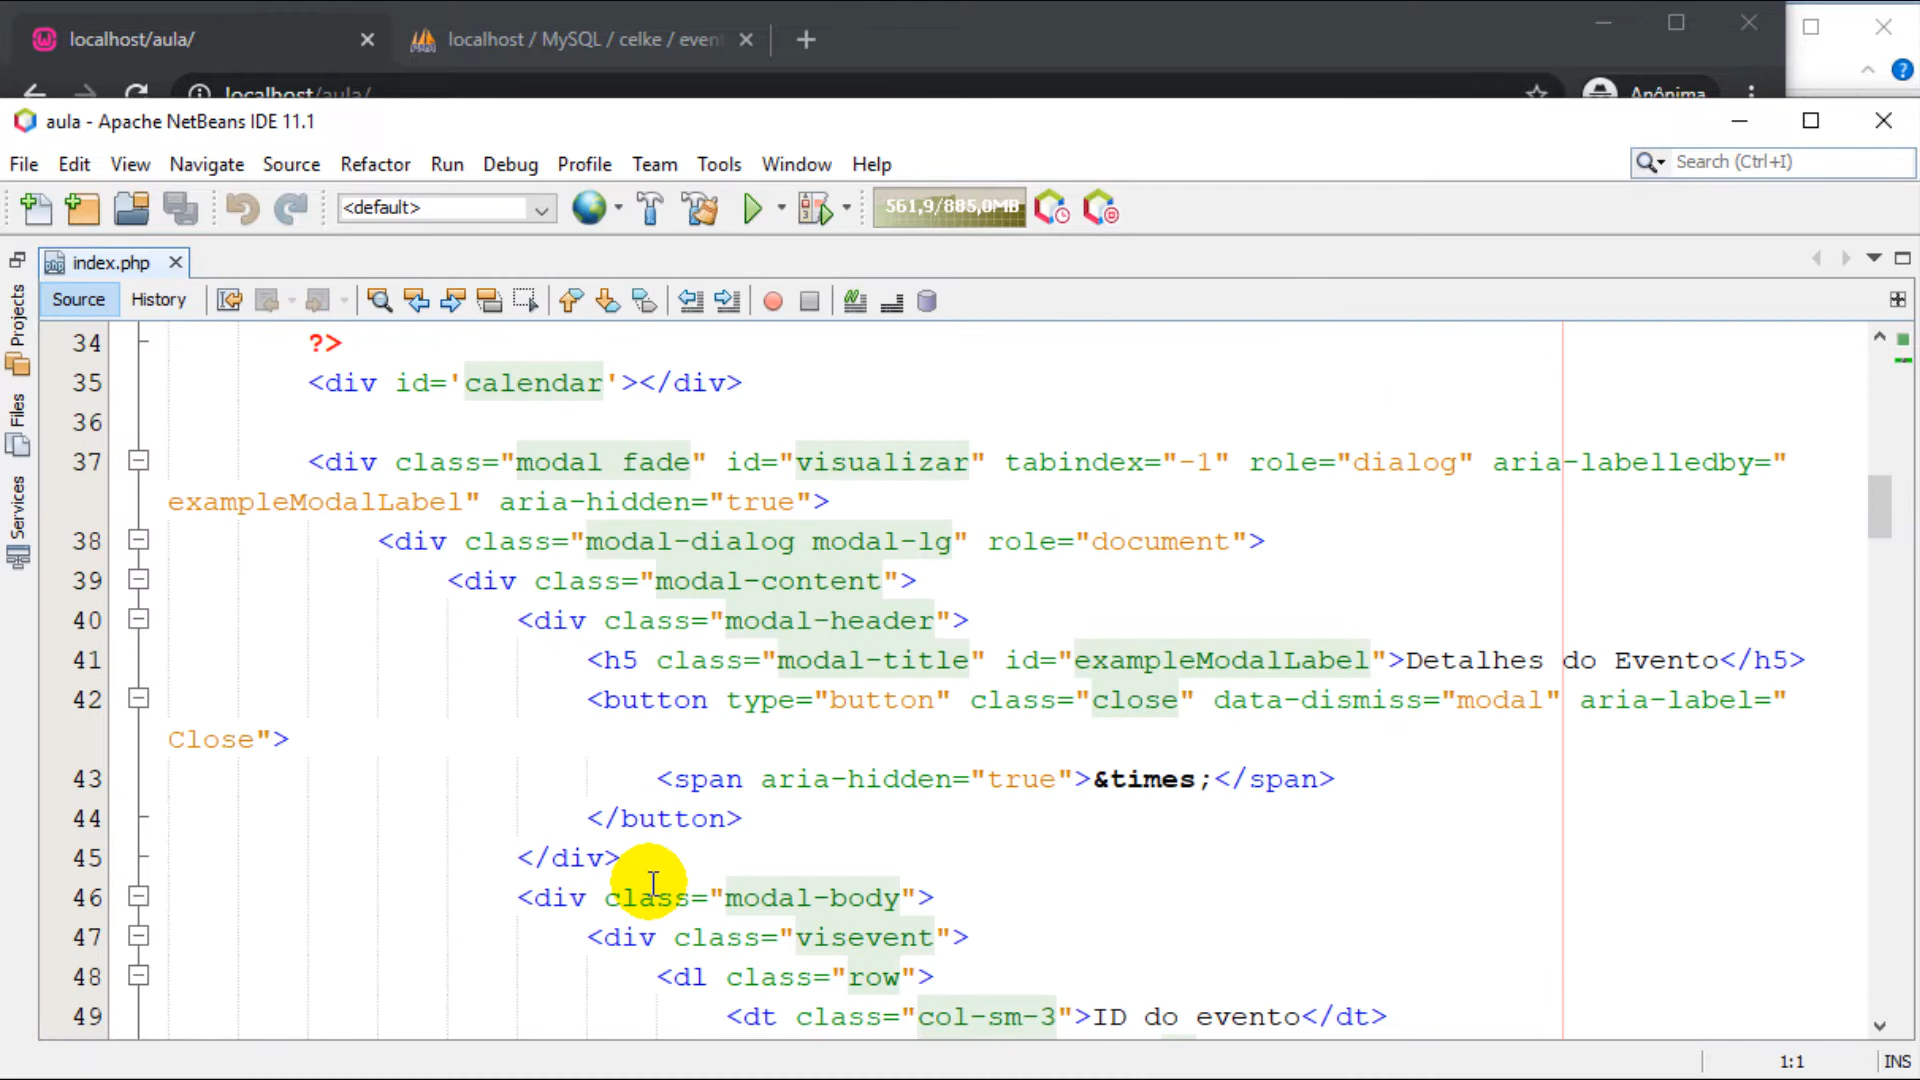 localhost/aula/
localhost / MySQL / celke / even
localhost/aula/
Anônima
aula - Apache NetBeans IDE 11.1
File Edit View Navigate Source Refactor Run Debug Profile Team Tools Window Help
Search (Ctrl+I)
<default>
561,9/885,0MB
index.php
Source History
Projects
Files
Services
34 ?>
35 <div id='calendar'></div>
36
37 <div class="modal fade" id="visualizar" tabindex="-1" role="dialog" aria-labelledby="
exampleModalLabel" aria-hidden="true">
38 <div class="modal-dialog modal-lg" role="document">
39 <div class="modal-content">
40 <div class="modal-header">
41 <h5 class="modal-title" id="exampleModalLabel">Detalhes do Evento</h5>
42 <button type="button" class="close" data-dismiss="modal" aria-label="
Close">
43 <span aria-hidden="true">&times;</span>
44 </button>
45 </div>
46 <div class="modal-body">
47 <div class="visevent">
48 <dl class="row">
49 <dt class="col-sm-3">ID do evento</dt>
1:1 INS